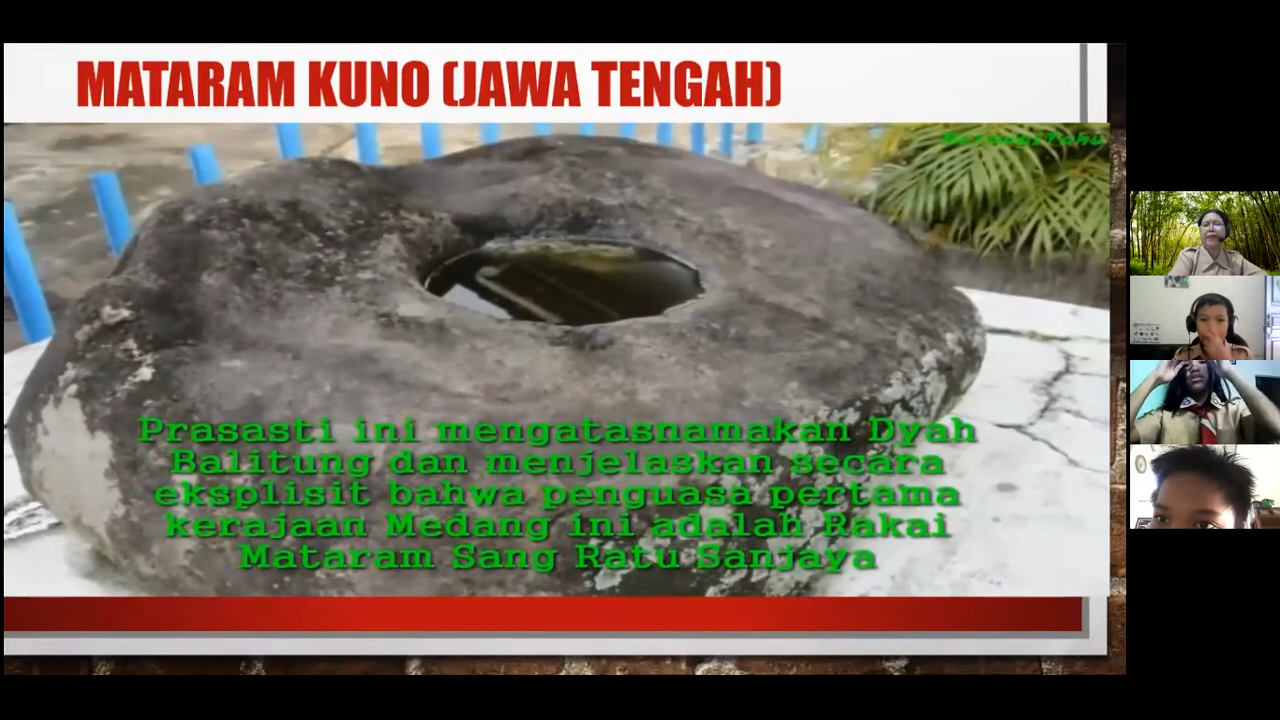 MATARAM KUNO (JAWA TENGAH)
Prasasti ini mengatasnamakan Dyah
Balitung dan menjelaskan secara
eksplisit bahwa penguasa pertama
kerajaan Medang ini adalah Rakai
Mataram Sang Ratu Sanjaya